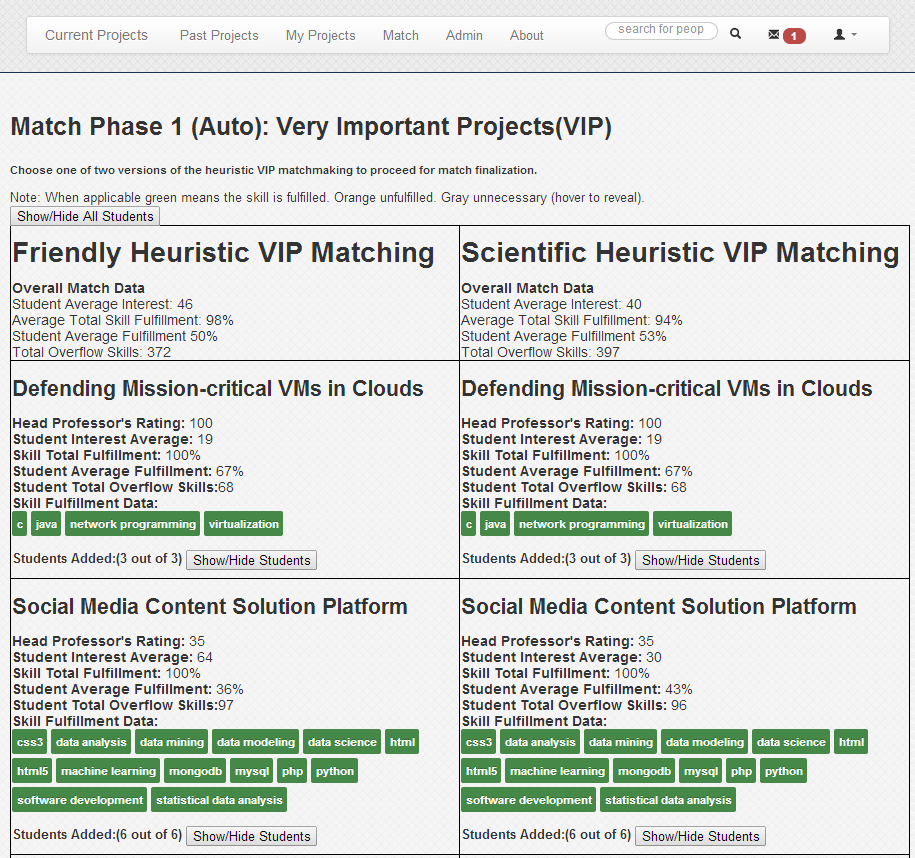 Current Projects Past Projects My Projects Match Admin About search for peop 1
Match Phase 1 (Auto): Very Important Projects(VIP)
Choose one of two versions of the heuristic VIP matchmaking to proceed for match finalization.
Note: When applicable green means the skill is fulfilled. Orange unfulfilled. Gray unnecessary (hover to reveal).
Show/Hide All Students
Friendly Heuristic VIP Matching
Overall Match Data
Student Average Interest: 46
Average Total Skill Fulfillment: 98%
Student Average Fulfillment 50%
Total Overflow Skills: 372
Scientific Heuristic VIP Matching
Overall Match Data
Student Average Interest: 40
Average Total Skill Fulfillment: 94%
Student Average Fulfillment 53%
Total Overflow Skills: 397
Defending Mission-critical VMs in Clouds
Head Professor's Rating: 100
Student Interest Average: 19
Skill Total Fulfillment: 100%
Student Average Fulfillment: 67%
Student Total Overflow Skills:68
Skill Fulfillment Data:
c java network programming virtualization
Students Added:(3 out of 3) Show/Hide Students
Defending Mission-critical VMs in Clouds
Head Professor's Rating: 100
Student Interest Average: 19
Skill Total Fulfillment: 100%
Student Average Fulfillment: 67%
Student Total Overflow Skills: 68
Skill Fulfillment Data:
c java network programming virtualization
Students Added:(3 out of 3) Show/Hide Students
Social Media Content Solution Platform
Head Professor's Rating: 35
Student Interest Average: 64
Skill Total Fulfillment: 100%
Student Average Fulfillment: 36%
Student Total Overflow Skills:97
Skill Fulfillment Data:
css3 data analysis data mining data modeling data science html
html5 machine learning mongodb mysql php python
software development statistical data analysis
Students Added:(6 out of 6) Show/Hide Students
Social Media Content Solution Platform
Head Professor's Rating: 35
Student Interest Average: 30
Skill Total Fulfillment: 100%
Student Average Fulfillment: 43%
Student Total Overflow Skills: 96
Skill Fulfillment Data:
css3 data analysis data mining data modeling data science html
html5 machine learning mongodb mysql php python
software development statistical data analysis
Students Added:(6 out of 6) Show/Hide Students